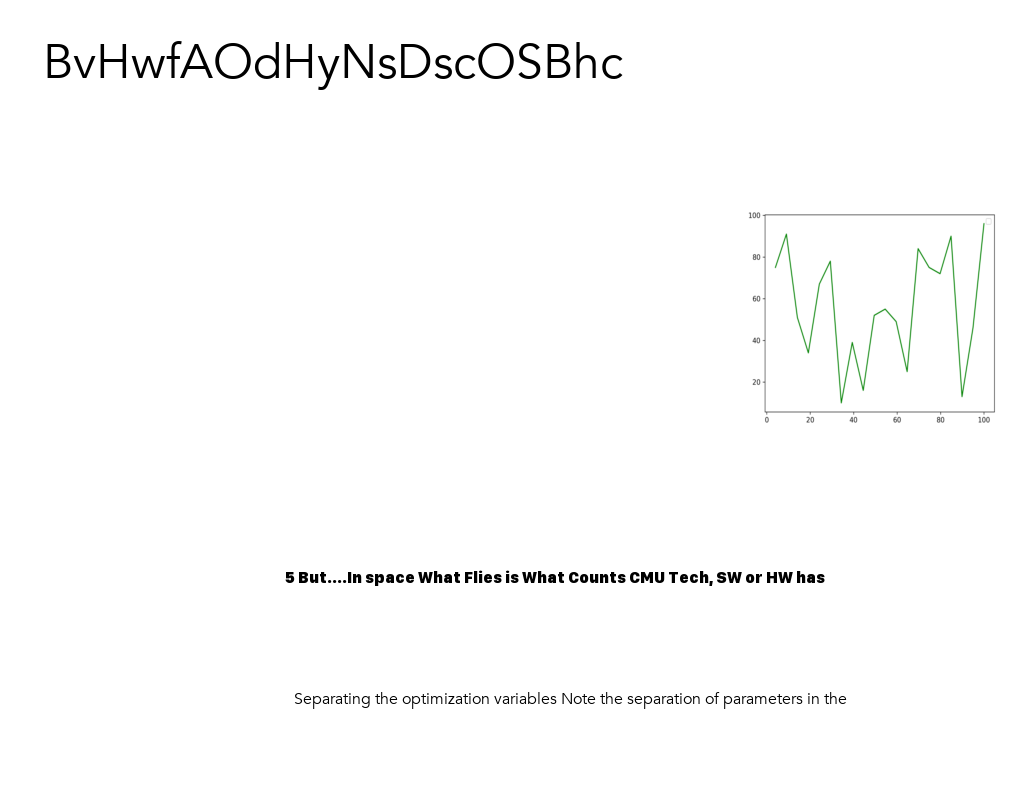 BvHwfAOdHyNsDscOSBhc
100
80
60
40
20
0 20 40 60 80 100
5 But....In space What Flies is What Counts CMU Tech, SW or HW has
Separating the optimization variables Note the separation of parameters in the